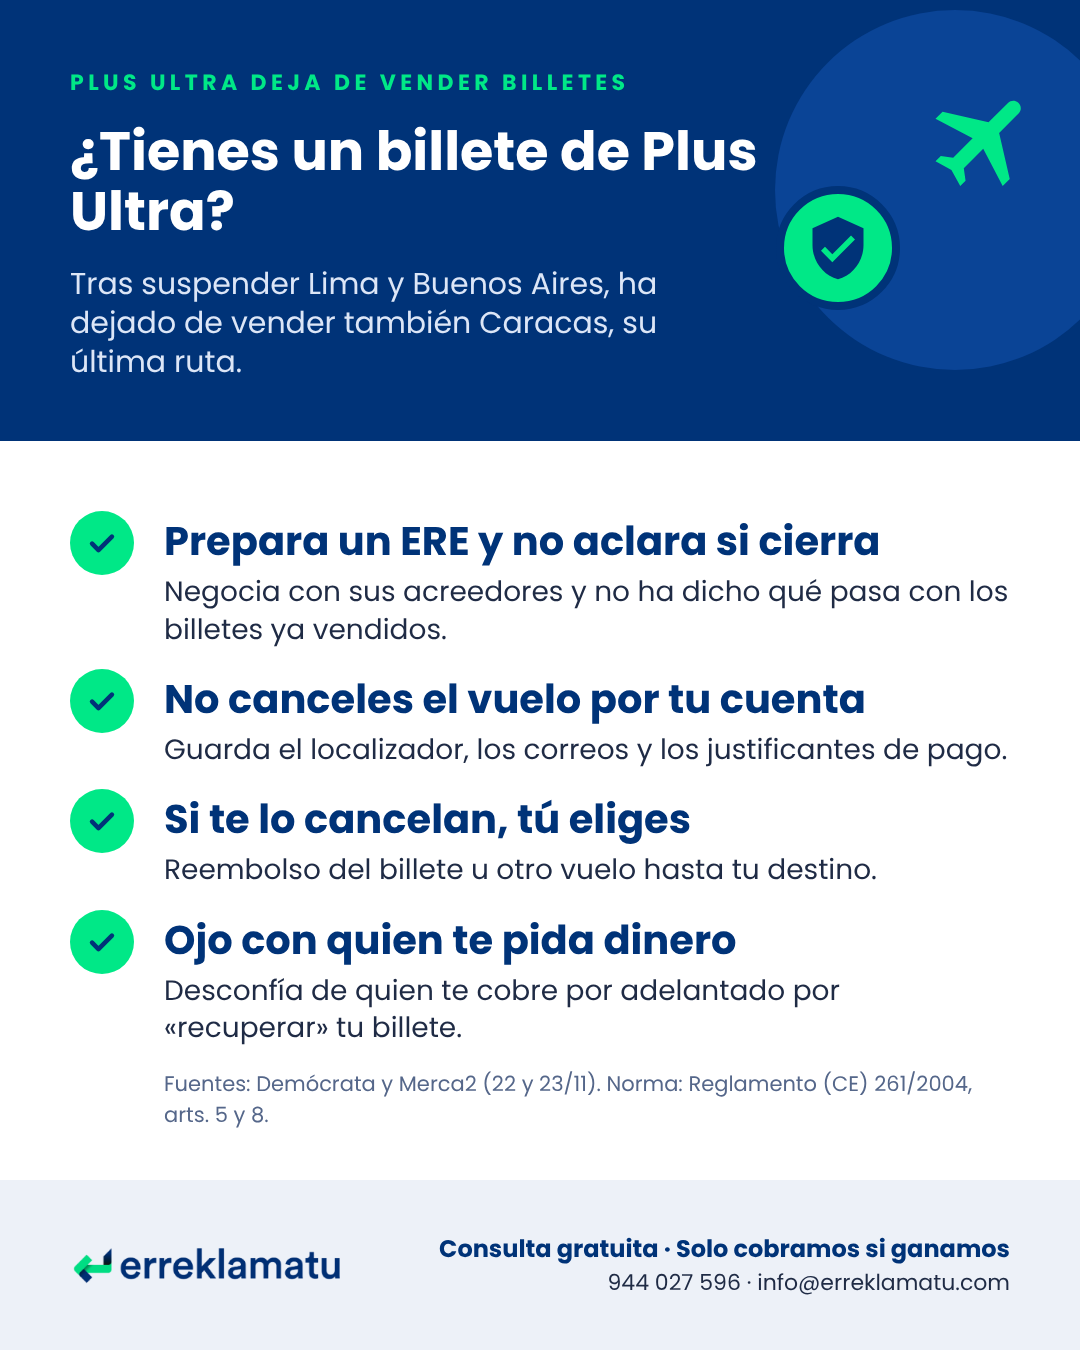 PLUS ULTRA DEJA DE VENDER BILLETES
¿Tienes un billete de Plus
Ultra?
Tras suspender Lima y Buenos Aires, ha
dejado de vender también Caracas, su
última ruta.
Prepara un ERE y no aclara si cierra
Negocia con sus acreedores y no ha dicho qué pasa con los
billetes ya vendidos.
No canceles el vuelo por tu cuenta
Guarda el localizador, los correos y los justificantes de pago.
Si te lo cancelan, tú eliges
Reembolso del billete u otro vuelo hasta tu destino.
Ojo con quien te pida dinero
Desconfía de quien te cobre por adelantado por
«recuperar» tu billete.
Fuentes: Demócrata y Merca2 (22 y 23/11). Norma: Reglamento (CE) 261/2004,
arts. 5 y 8.
erreklamatu
Consulta gratuita · Solo cobramos si ganamos
944 027 596 · info@erreklamatu.com